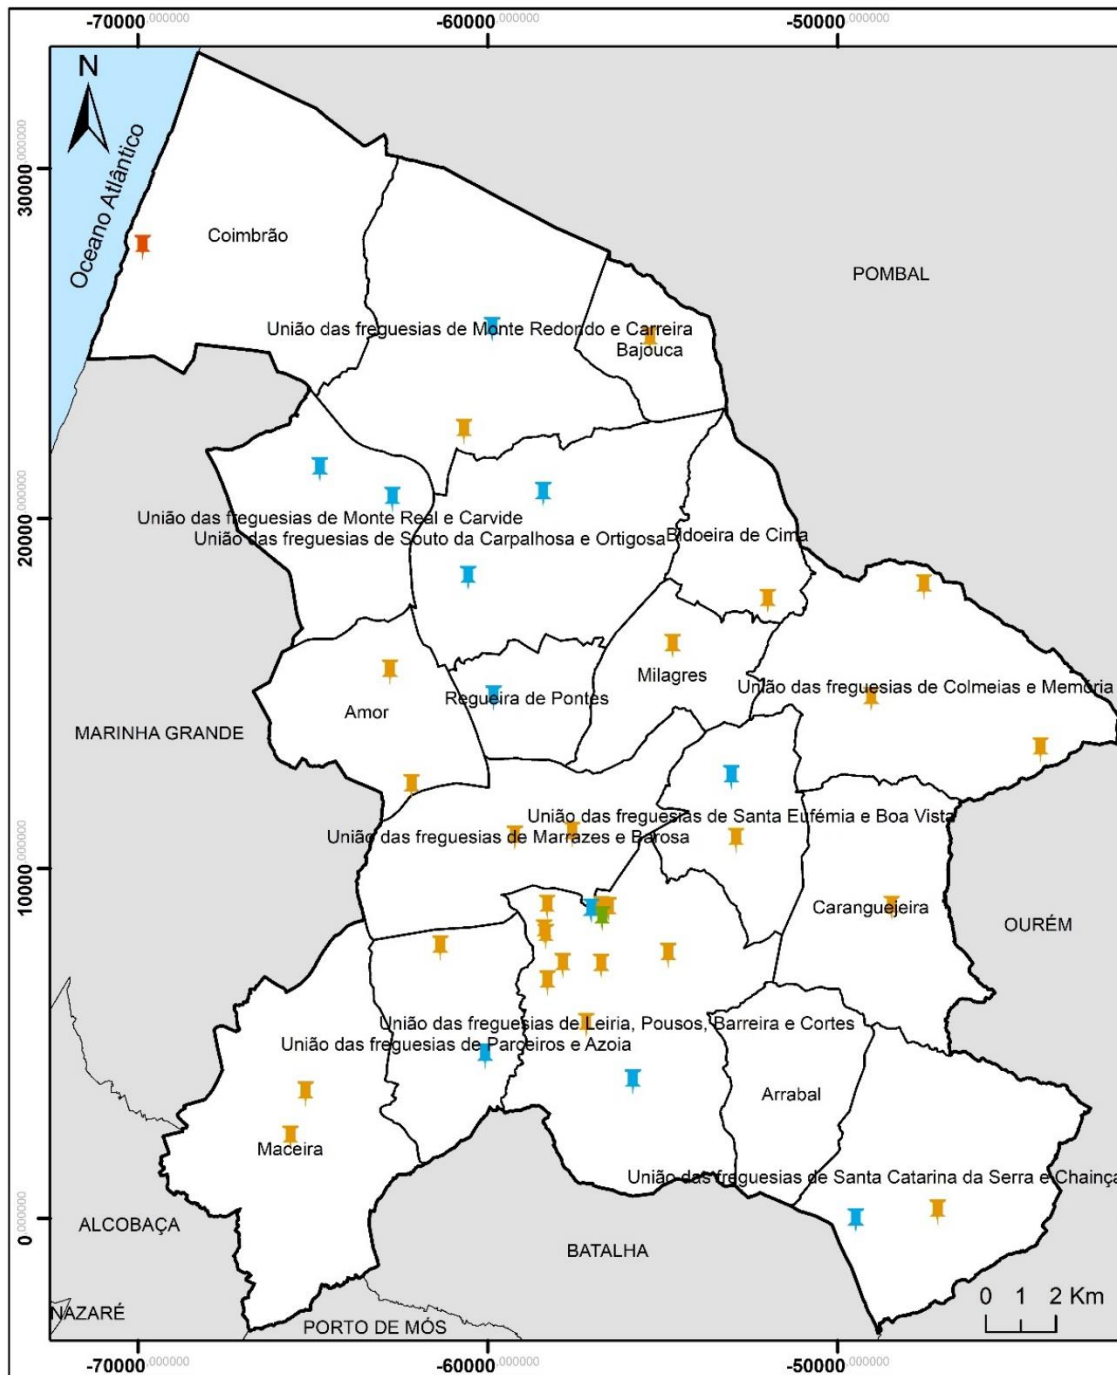 -70000,000000 -60000,000000 -50000,000000
N
Oceano Atlântico
30000,000000
Coimbrão
POMBAL
União das freguesias de Monte Redondo e Carreira
Bajouca
20000,000000
União das freguesias de Monte Real e Carvide
União das freguesias de Souto da Carpalhosa e Ortigosa
Bidoeira de Cima
Milagres
União das freguesias de Colmeias e Memória
Regueira de Pontes
Amor
MARINHA GRANDE
União das freguesias de Santa Eufémia e Boa Vista
União das freguesias de Marrazes e Barosa
10000,000000
Caranguejeira
OURÉM
União das freguesias de Leiria, Pousos, Barreira e Cortes
União das freguesias de Parceiros e Azoia
Arrabal
Maceira
União das freguesias de Santa Catarina da Serra e Chainça
0,000000
ALCOBAÇA
BATALHA
0 1 2 Km
NAZARÉ
PORTO DE MÓS
-70000,000000 -60000,000000 -50000,000000